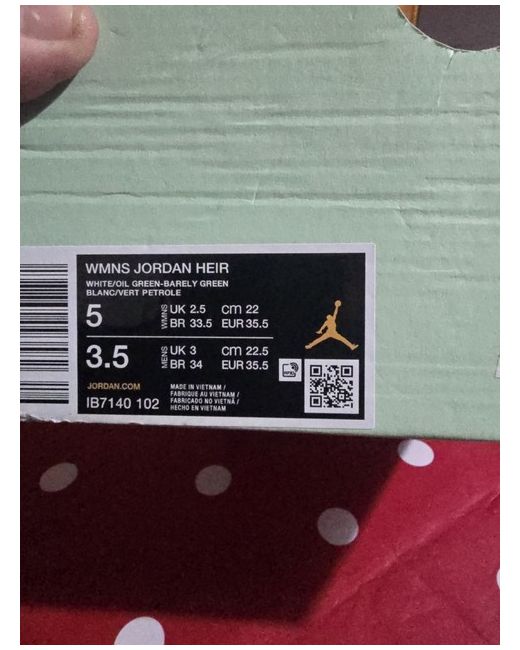 WMNS JORDAN HEIR
WHITE/OIL GREEN-BARELY GREEN
BLANC/VERT PETROLE
5 WMNS UK 2.5 cm 22
BR 33.5 EUR 35.5
3.5 MENS UK 3 cm 22.5
BR 34 EUR 35.5
JORDAN.COM
IB7140 102
MADE IN VIETNAM /
FABRIQUE AU VIETNAM /
FABRICADO NO VIETNÃ /
HECHO EN VIETNAM